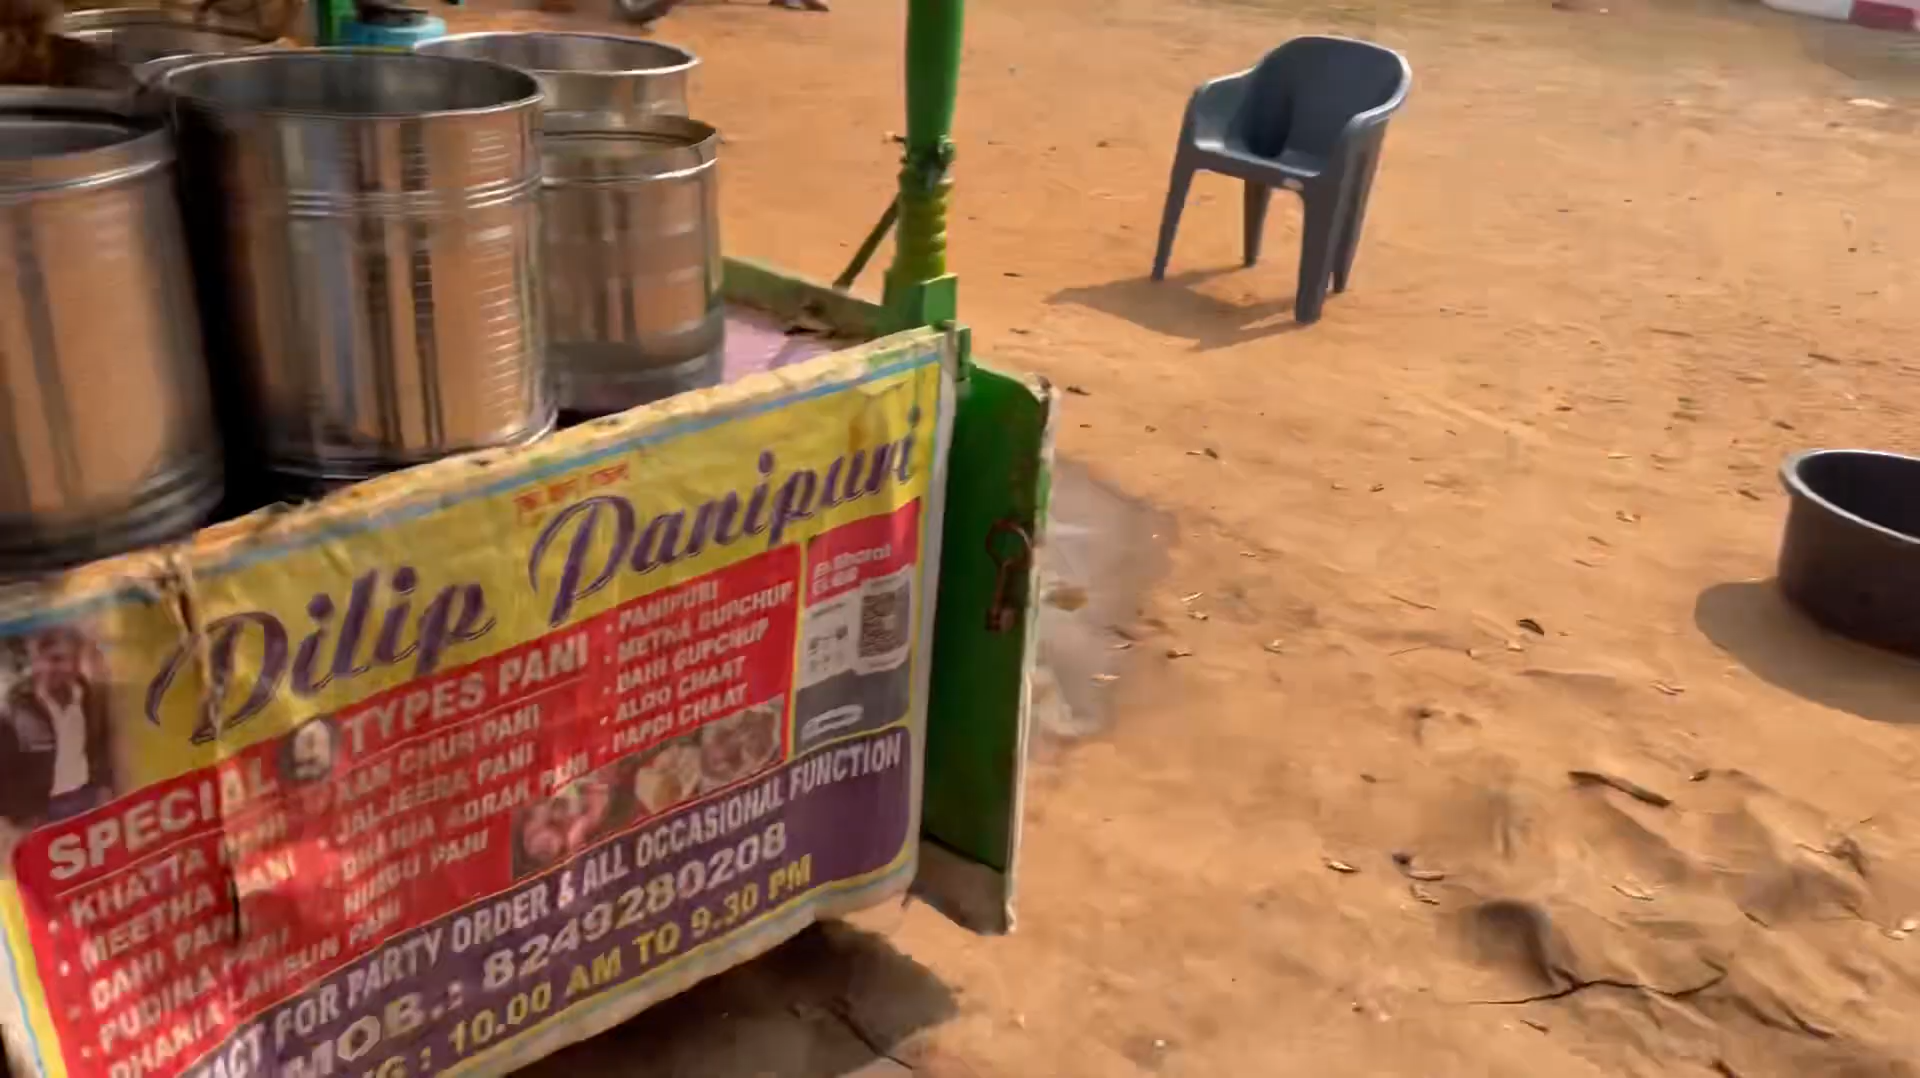 Dilip Panipuri
SPECIAL 9 TYPES PANI
• KHATTA PANI
• MEETHA PANI
• DAHI PANI
• PUDINA PANI
• DHANIA LAHSUN PANI
• AAM CHUR PANI
• JALJEERA PANI
• DHANIA ADRAK PANI
• NIMBU PANI
• PANIPURI
• MEETHA GUPCHUP
• DAHI GUPCHUP
• ALOO CHAAT
• PAPDI CHAAT
Bharat
FOR PARTY ORDER & ALL OCCASIONAL FUNCTION
MOB.: 8249280208
: 10.00 AM TO 9.30 PM